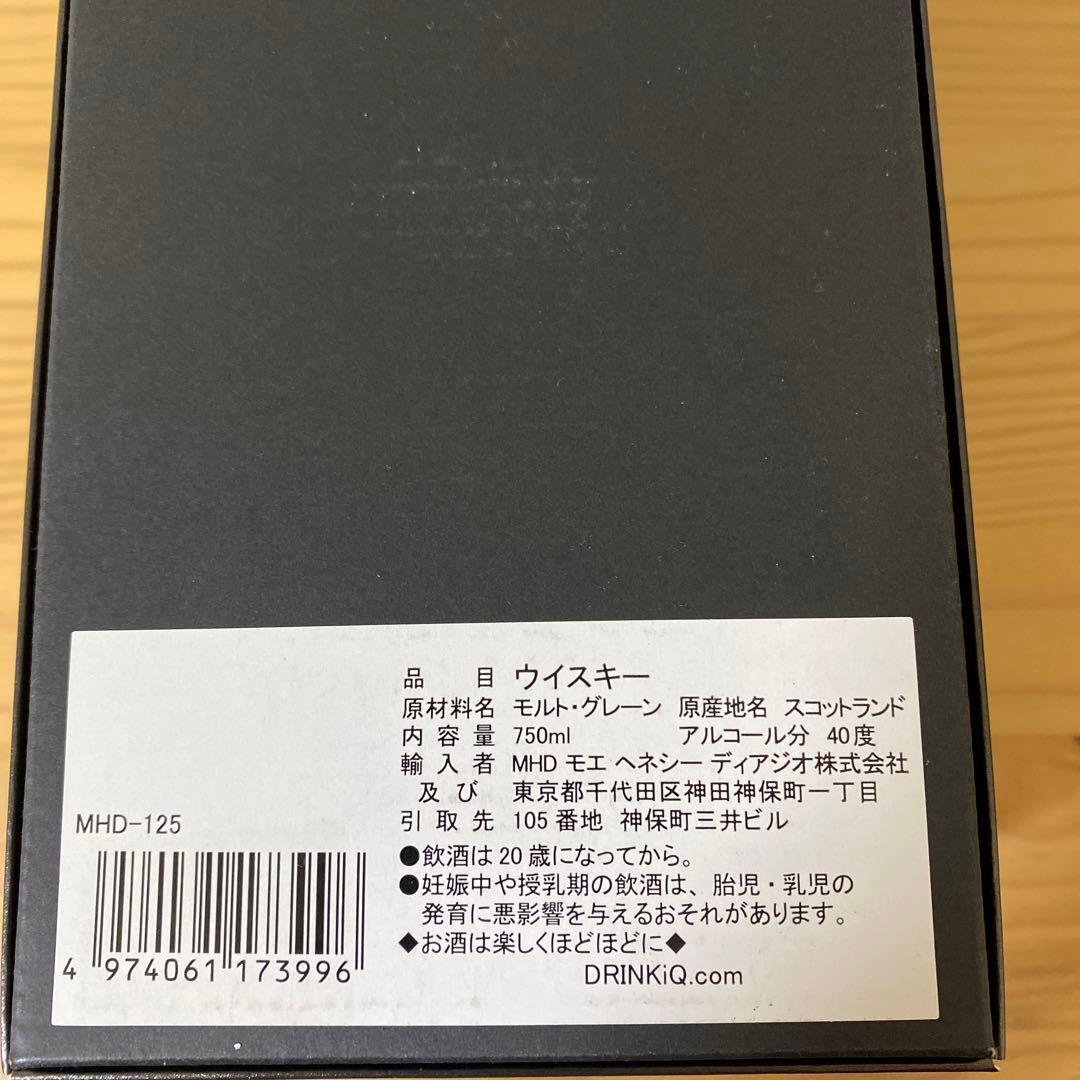 品 目 ウイスキー
原材料名 モルト・グレーン 原産地名 スコットランド
内容量 750ml アルコール分 40度
輸入者 MHD モエ ヘネシー ディアジオ株式会社
及び 東京都千代田区神田神保町一丁目
引取先 105番地 神保町三井ビル
●飲酒は20歳になってから。
●妊娠中や授乳期の飲酒は、胎児・乳児の
発育に悪影響を与えるおそれがあります。
◆お酒は楽しくほどほどに◆
DRINKiQ.com
MHD-125
4 974061 173996